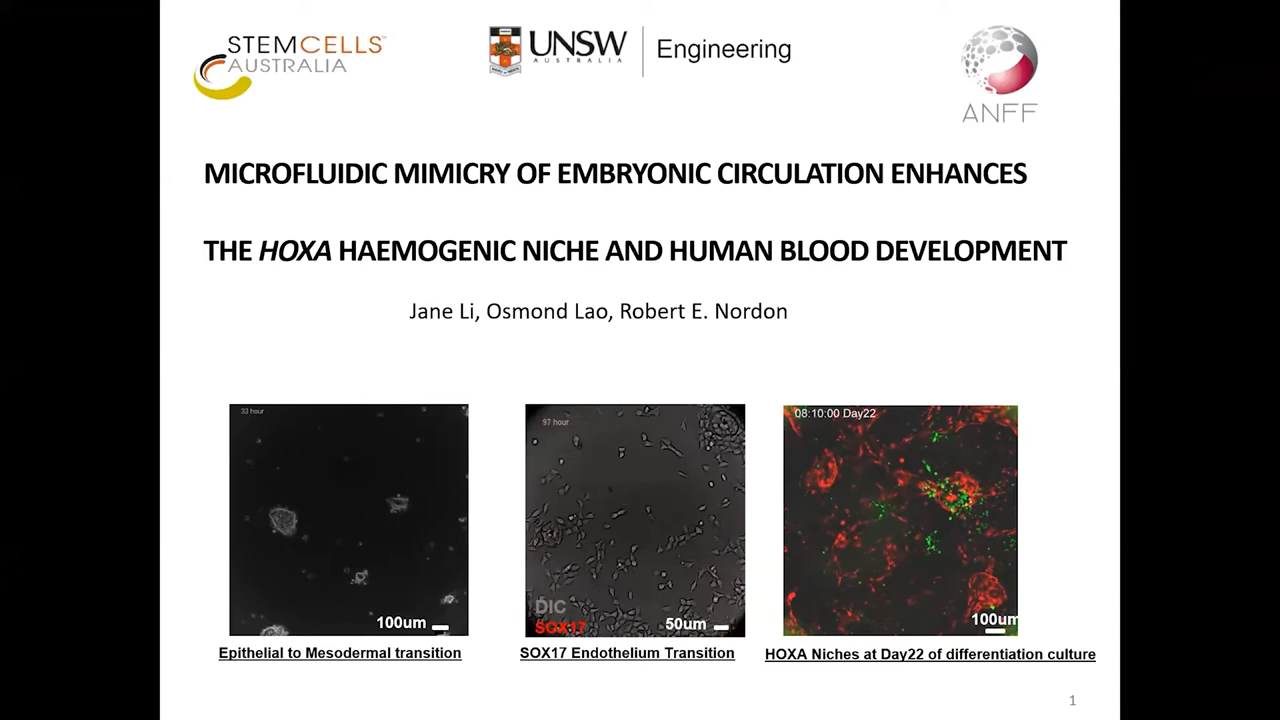 STEMCELLS™
AUSTRALIA
UNSW
AUSTRALIA
Engineering
ANFF
MICROFLUIDIC MIMICRY OF EMBRYONIC CIRCULATION ENHANCES
THE HOXA HAEMOGENIC NICHE AND HUMAN BLOOD DEVELOPMENT
Jane Li, Osmond Lao, Robert E. Nordon
33 hour
100um
Epithelial to Mesodermal transition
97 hour
DIC
SOX17
50um
SOX17 Endothelium Transition
08:10:00 Day22
100um
HOXA Niches at Day22 of differentiation culture
1